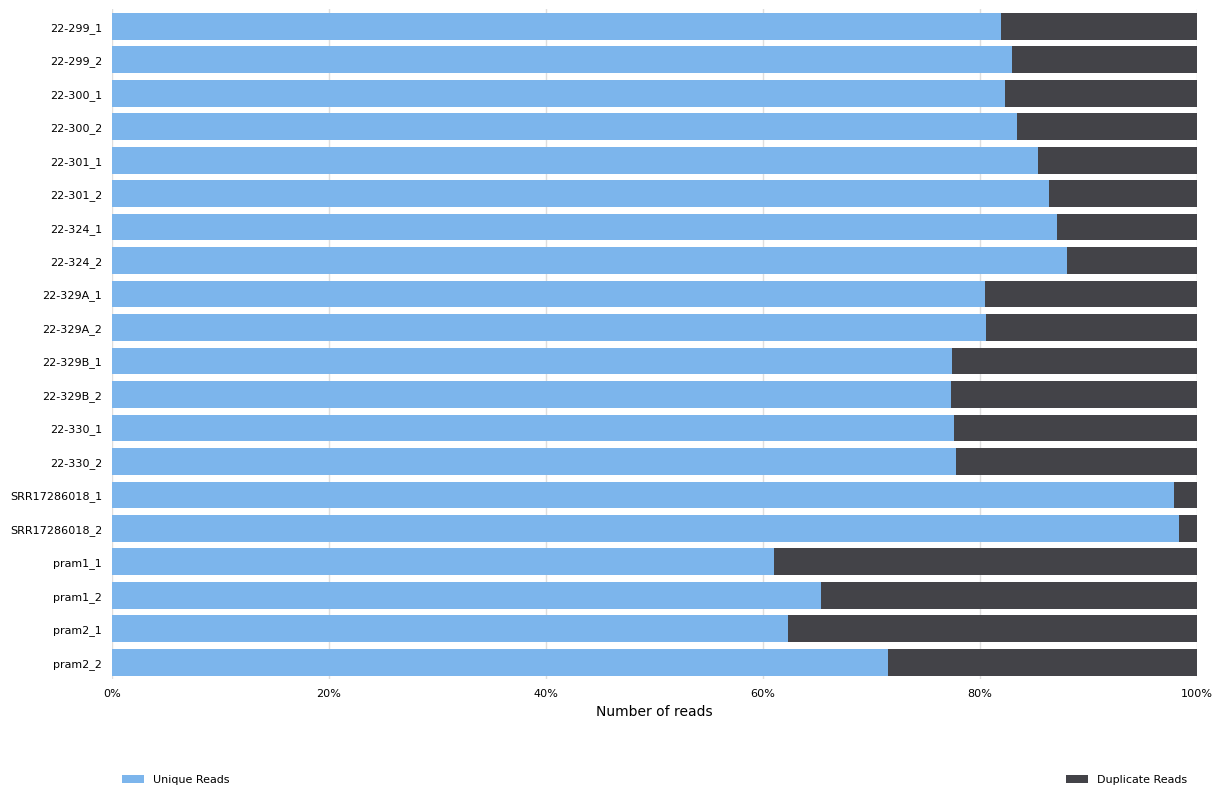 22-299_1
22-299_2
22-300_1
22-300_2
22-301_1
22-301_2
22-324_1
22-324_2
22-329A_1
22-329A_2
22-329B_1
22-329B_2
22-330_1
22-330_2
SRR17286018_1
SRR17286018_2
pram1_1
pram1_2
pram2_1
pram2_2
0% 20% 40% 60% 80% 100%
Number of reads
Unique Reads Duplicate Reads